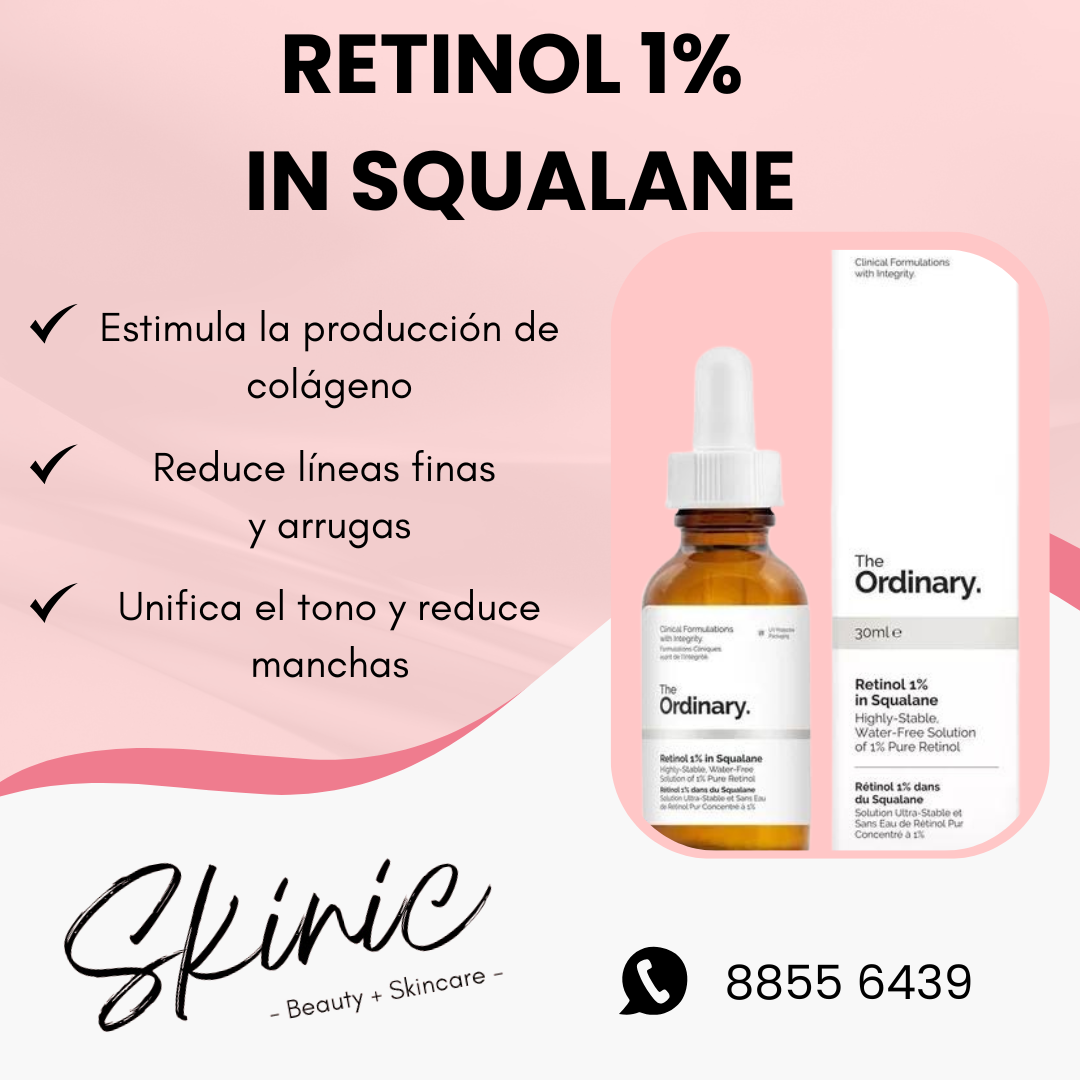 RETINOL 1%
IN SQUALANE
Estimula la producción de
colágeno
Reduce líneas finas
y arrugas
Unifica el tono y reduce
manchas
Clinical Formulations
with Integrity.
The
Ordinary.
30ml e
Retinol 1%
in Squalane
Highly-Stable,
Water-Free Solution
of 1% Pure Retinol
Rétinol 1% dans
du Squalane
Solution Ultra-Stable et
Sans Eau de Rétinol Pur
Concentré à 1%
Clinical Formulations
with Integrity.
Formulations Cliniques
avant de l'intégrité.
The
Ordinary.
Retinol 1% in Squalane
Highly-Stable, Water-Free
Solution of 1% Pure Retinol
Rétinol 1% dans du Squalane
Solution Ultra-Stable et Sans Eau
de Rétinol Pur Concentré à 1%
Skinic
- Beauty + Skincare -
8855 6439